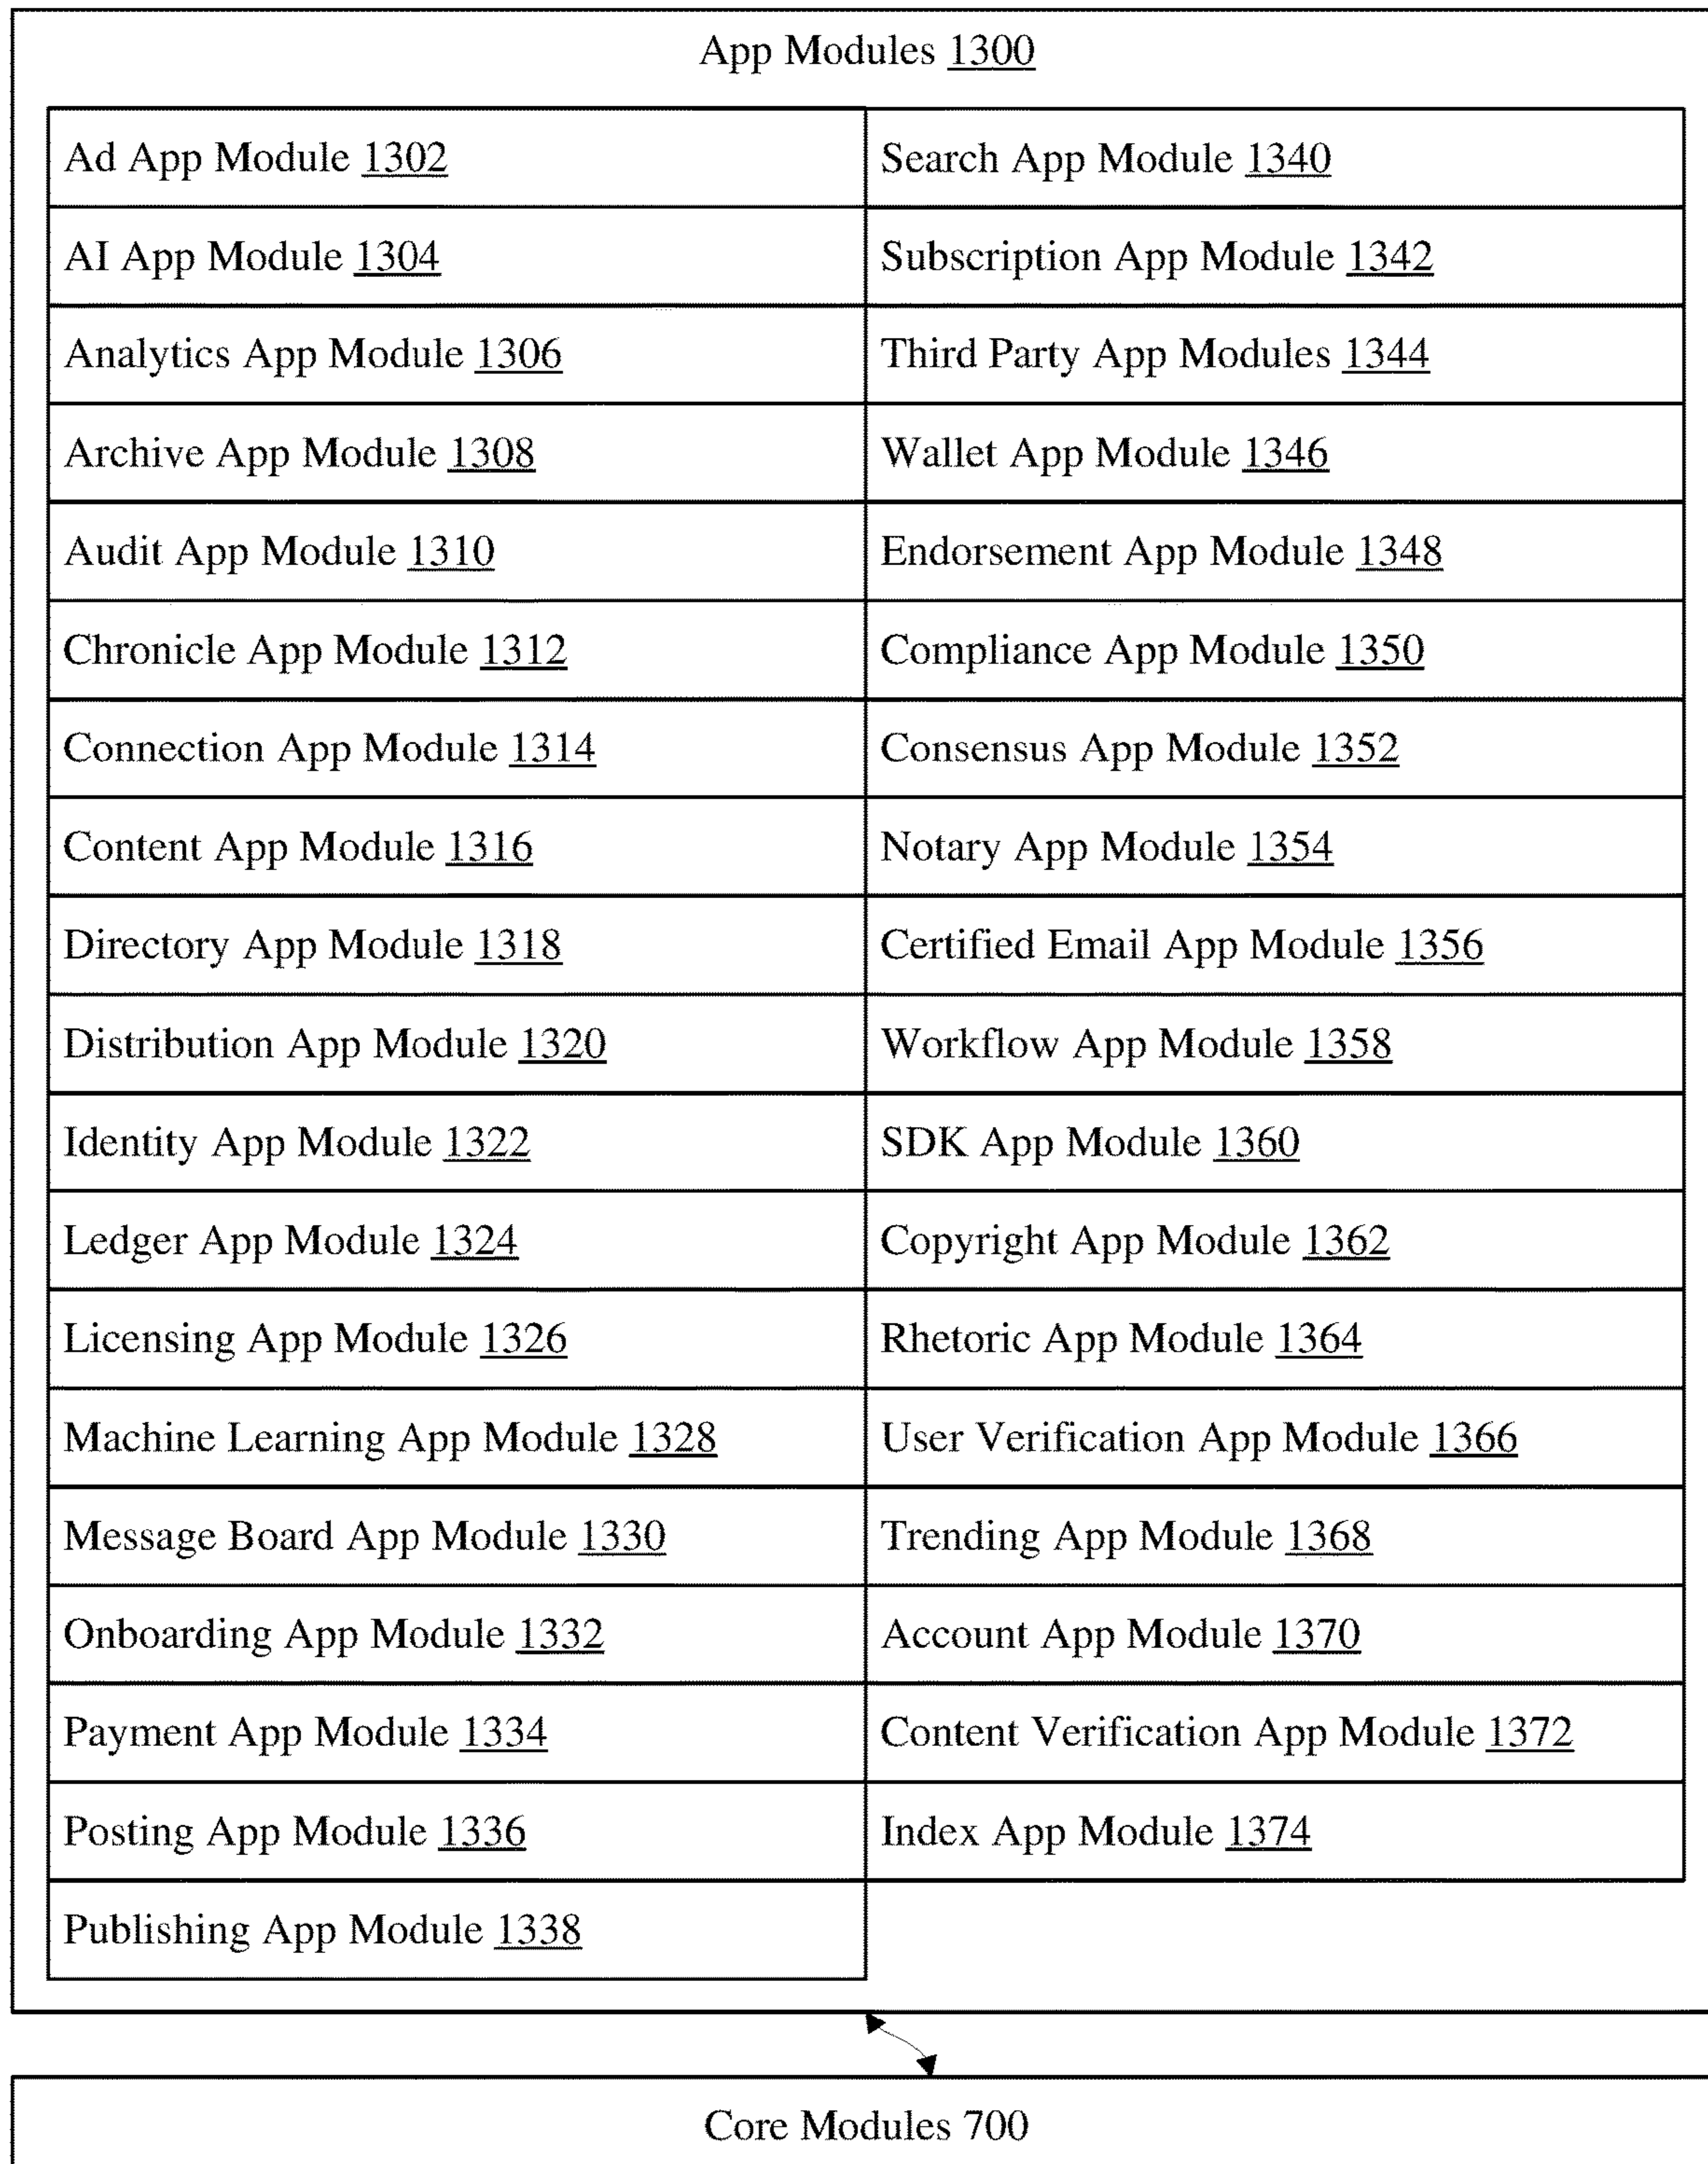 App Modules 1300
Ad App Module 1302
AI App Module 1304
Analytics App Module 1306
Archive App Module 1308
Audit App Module 1310
Chronicle App Module 1312
Connection App Module 1314
Content App Module 1316
Directory App Module 1318
Distribution App Module 1320
Identity App Module 1322
Ledger App Module 1324
Licensing App Module 1326
Machine Learning App Module 1328
Message Board App Module 1330
Onboarding App Module 1332
Payment App Module 1334
Posting App Module 1336
Publishing App Module 1338
Search App Module 1340
Subscription App Module 1342
Third Party App Modules 1344
Wallet App Module 1346
Endorsement App Module 1348
Compliance App Module 1350
Consensus App Module 1352
Notary App Module 1354
Certified Email App Module 1356
Workflow App Module 1358
SDK App Module 1360
Copyright App Module 1362
Rhetoric App Module 1364
User Verification App Module 1366
Trending App Module 1368
Account App Module 1370
Content Verification App Module 1372
Index App Module 1374
Core Modules 700